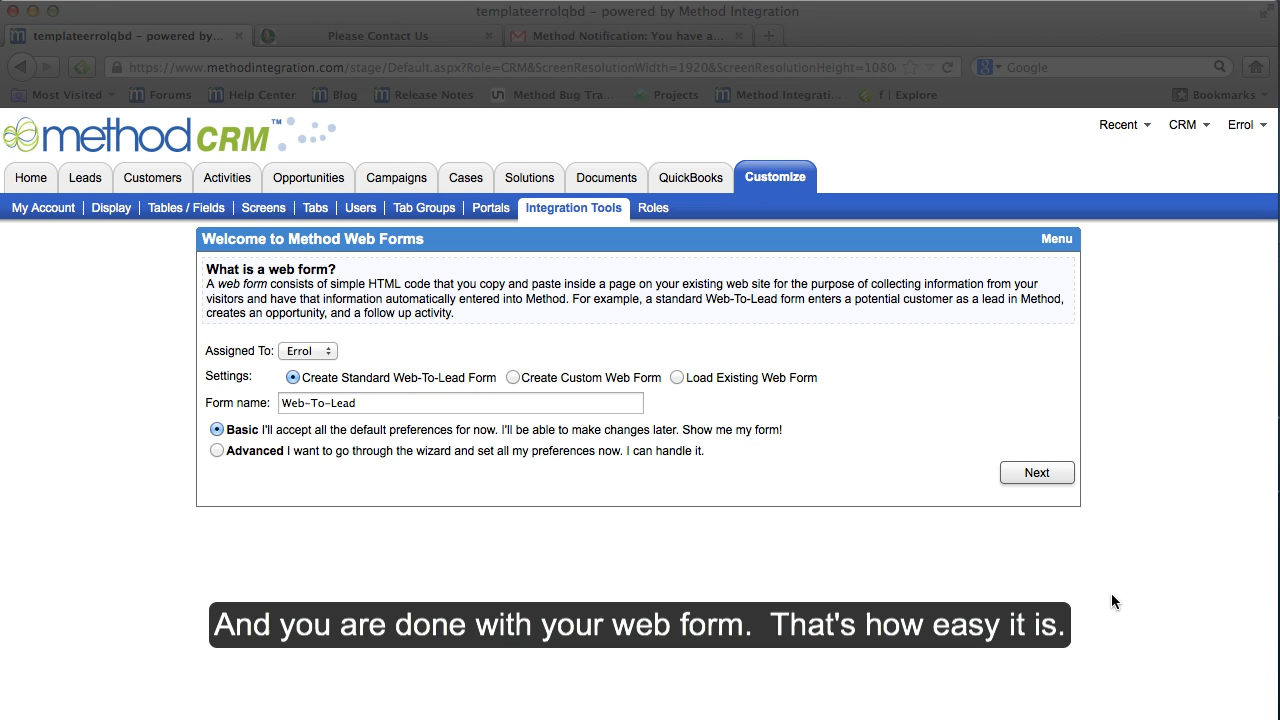 templateerrolqbd – powered by Method Integration
templateerrolqbd – powered by... Please Contact Us Method Notification: You have a...
https://www.methodintegration.com/stage/Default.aspx?Role=CRM&ScreenResolutionWidth=1920&ScreenResolutionHeight=1080 Google
Most Visited Forums Help Center Blog Release Notes Method Bug Tra... Projects Method Integrati... f | Explore Bookmarks
method CRM™ Recent CRM Errol
Home Leads Customers Activities Opportunities Campaigns Cases Solutions Documents QuickBooks Customize
My Account Display Tables / Fields Screens Tabs Users Tab Groups Portals Integration Tools Roles
Welcome to Method Web Forms Menu
What is a web form?
A web form consists of simple HTML code that you copy and paste inside a page on your existing web site for the purpose of collecting information from your
visitors and have that information automatically entered into Method. For example, a standard Web-To-Lead form enters a potential customer as a lead in Method,
creates an opportunity, and a follow up activity.
Assigned To: Errol
Settings: Create Standard Web-To-Lead Form Create Custom Web Form Load Existing Web Form
Form name: Web-To-Lead
Basic I'll accept all the default preferences for now. I'll be able to make changes later. Show me my form!
Advanced I want to go through the wizard and set all my preferences now. I can handle it.
Next
And you are done with your web form. That's how easy it is.